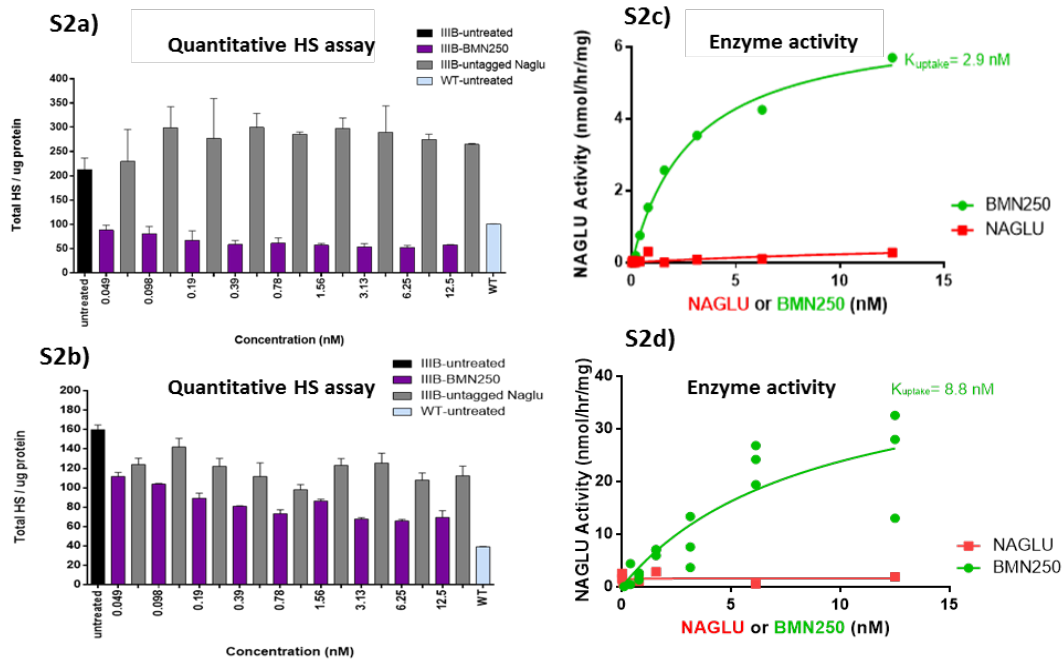 S2a)
Quantitative HS assay
IIIB-untreated
IIIB-BMN250
IIIB-untagged Naglu
WT-untreated
Total HS / ug protein
400
350
300
250
200
150
100
50
0
untreated
0.049
0.098
0.19
0.39
0.78
1.56
3.13
6.25
12.5
WT
Concentration (nM)
S2c)
Enzyme activity
Kuptake= 2.9 nM
NAGLU Activity (nmol/hr/mg)
6
4
2
0
BMN250
NAGLU
0
5
10
15
NAGLU or BMN250 (nM)
S2b)
Quantitative HS assay
IIIB-untreated
IIIB-BMN250
IIIB-untagged Naglu
WT-untreated
Total HS / ug protein
160
140
120
100
80
60
40
20
0
untreated
0.049
0.098
0.19
0.39
0.78
1.56
3.13
6.25
12.5
WT-
Concentration (nM)
S2d)
Enzyme activity
Kuptake= 8.8 nM
NAGLU Activity (nmol/hr/mg)
40
30
20
10
0
NAGLU
BMN250
0
5
10
15
NAGLU or BMN250 (nM)